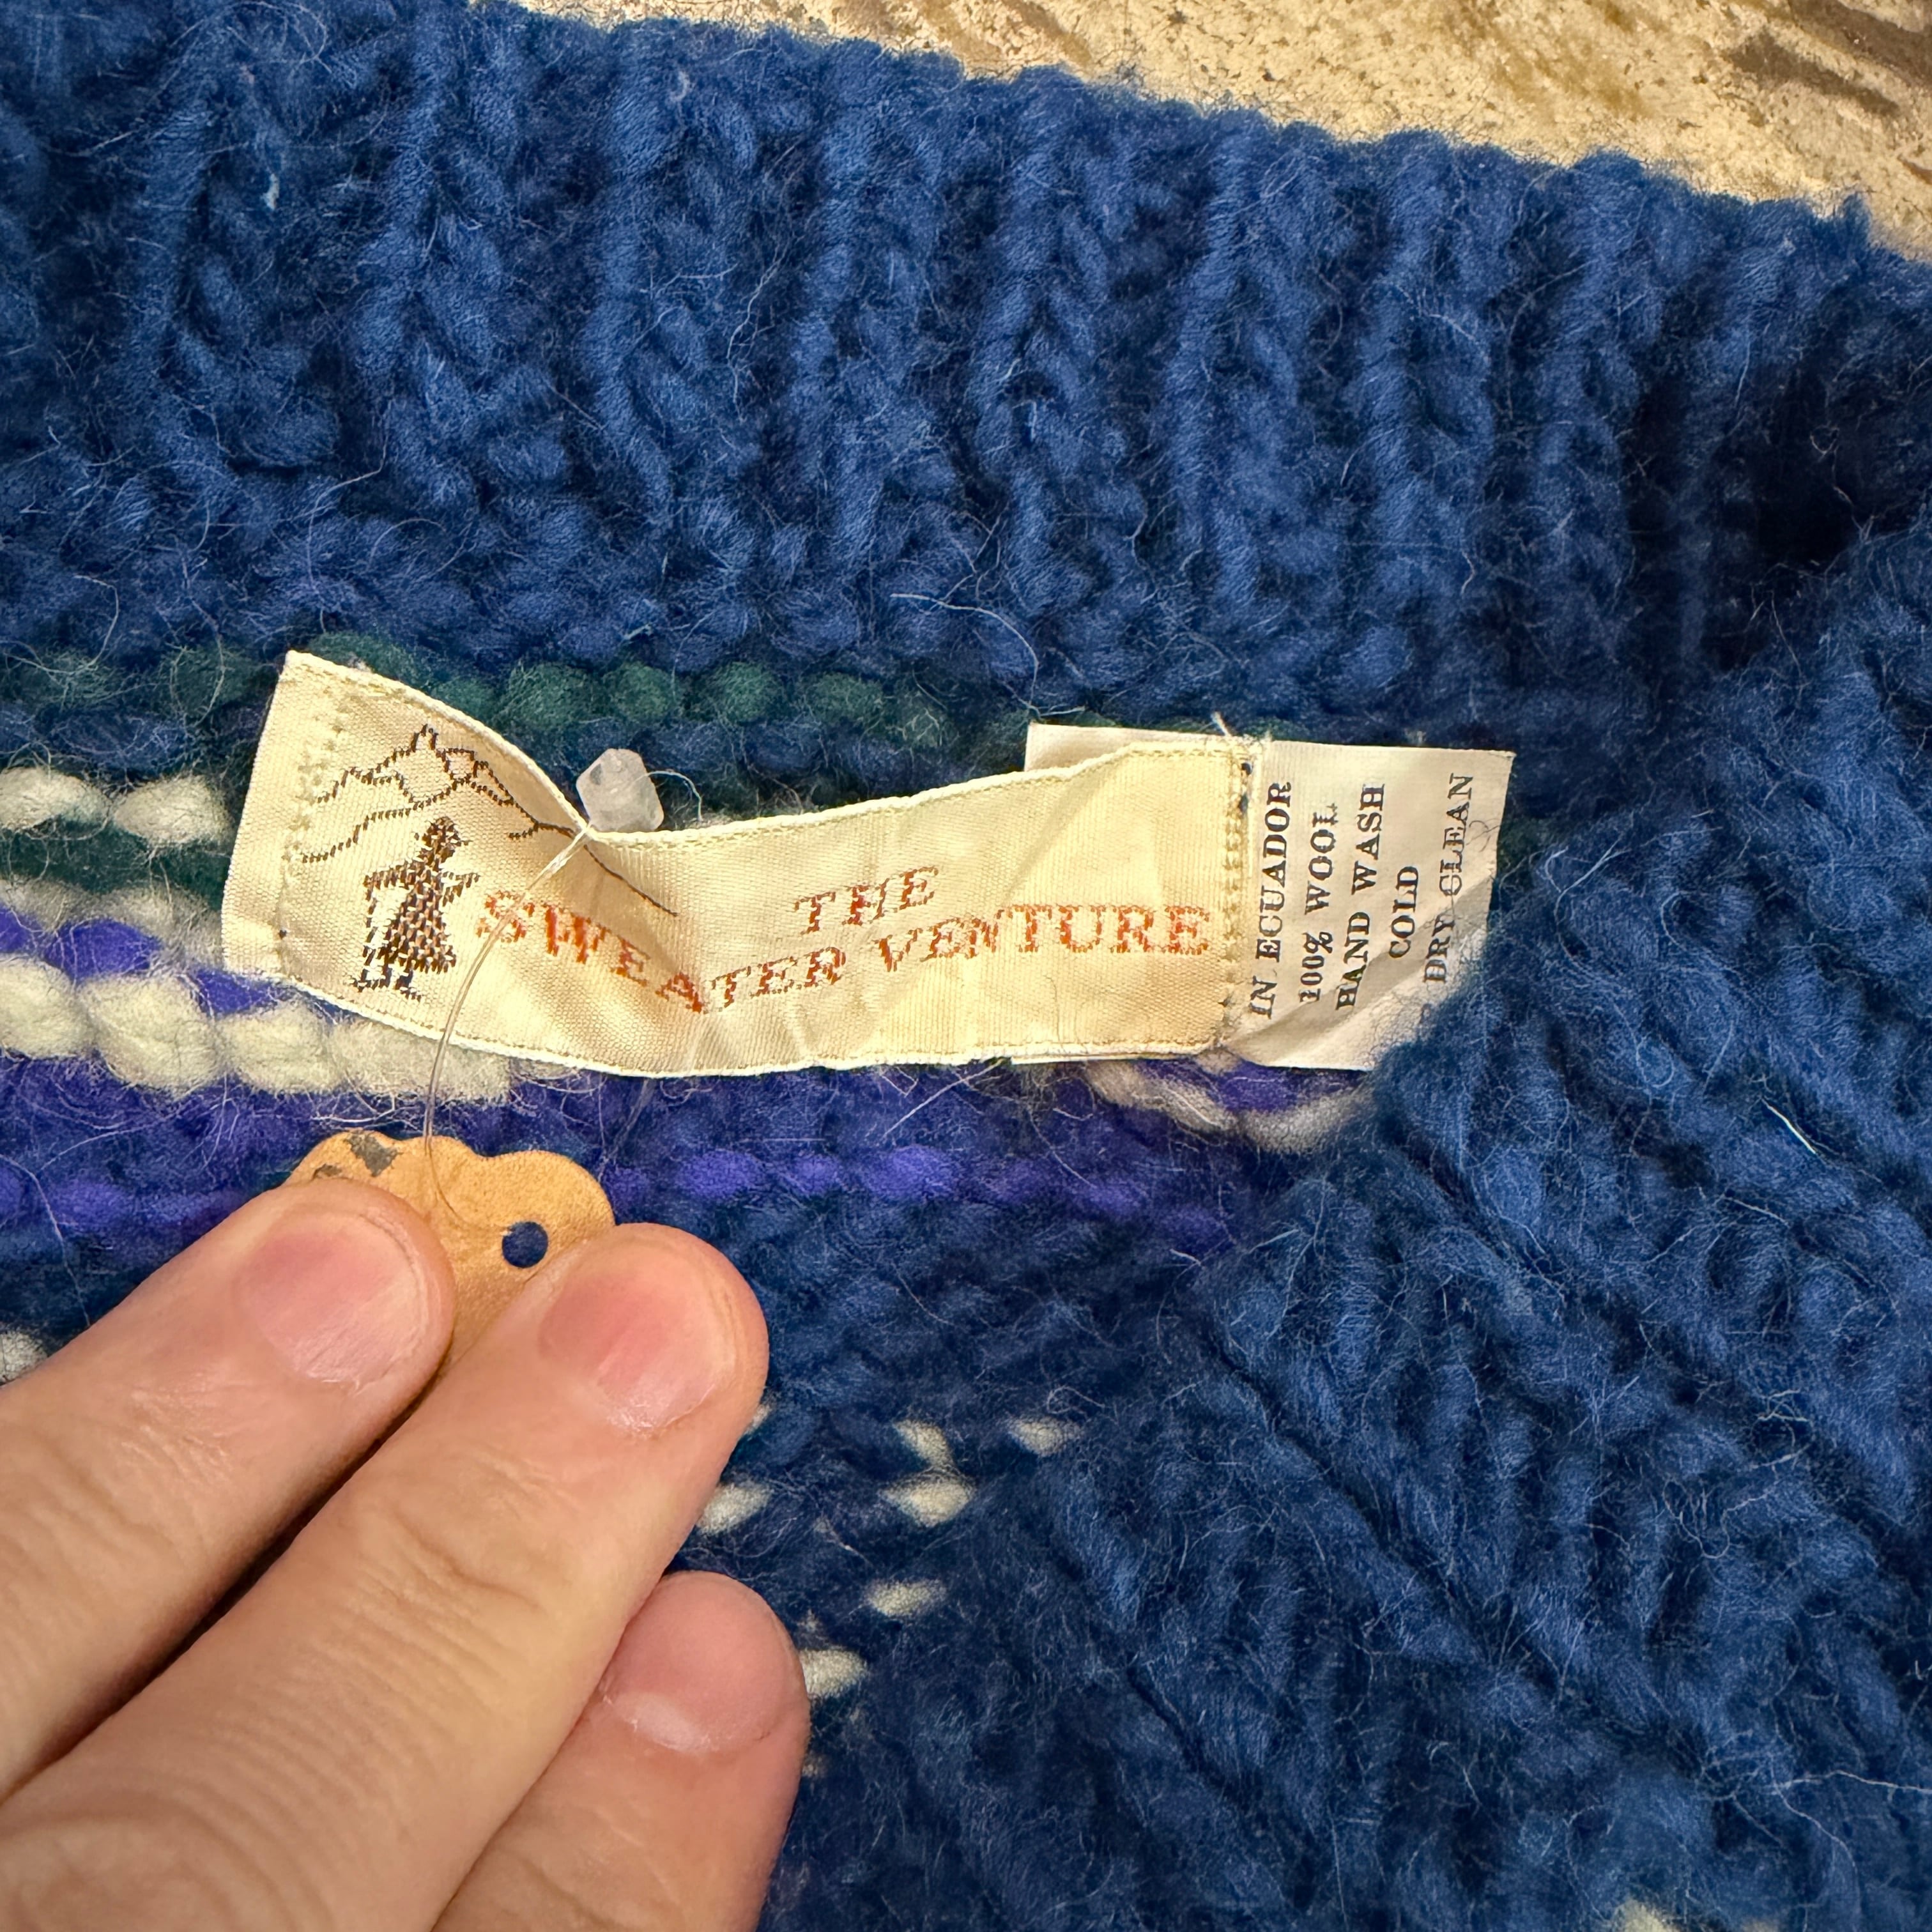 THE
SWEATER VENTURE
IN ECUADOR
100% WOOL
HAND WASH
COLD
DRY CLEAN